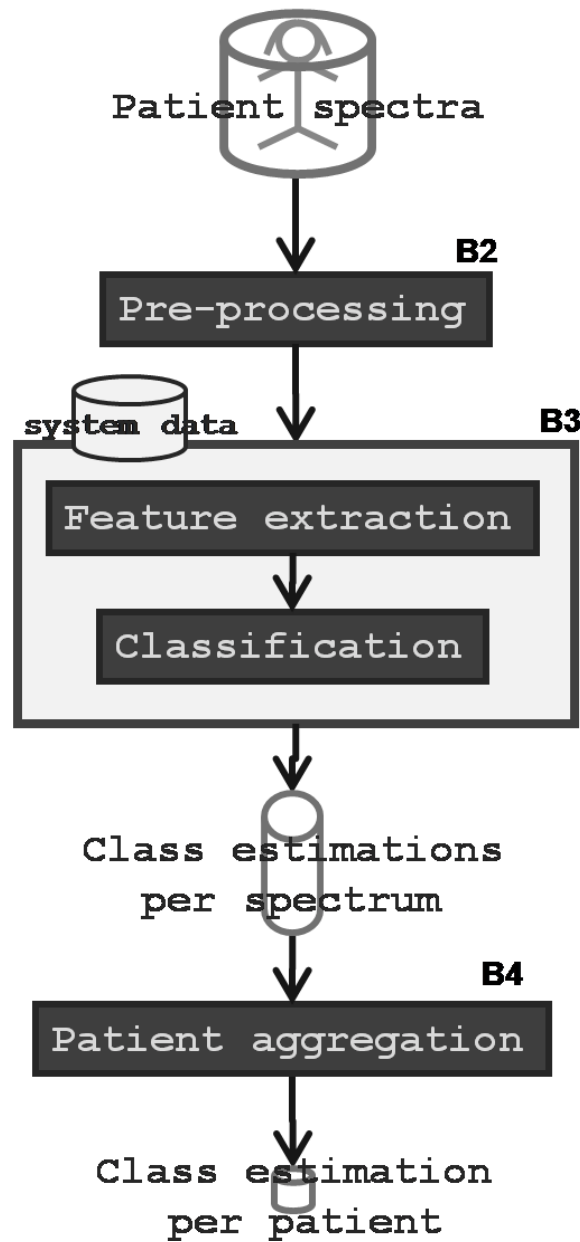 Patient spectra
B2
Pre-processing
system data
B3
Feature extraction
Classification
Class estimations
per spectrum
B4
Patient aggregation
Class estimation
per patient